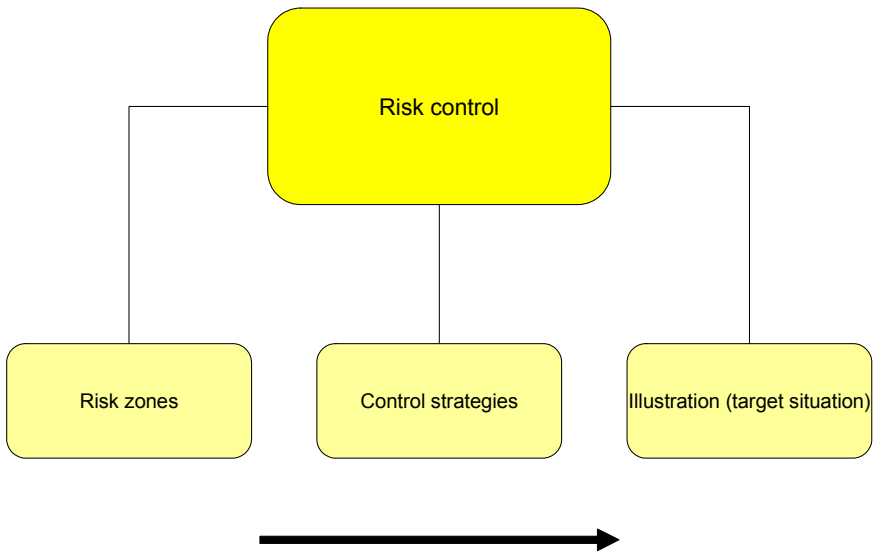 Risk control
Risk zones
Control strategies
Illustration (target situation)